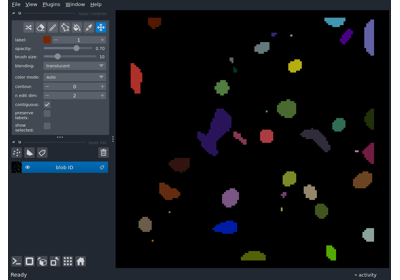 File View Plugins Window Help
label: 1
opacity: 0.70
brush size: 10
blending: translucent
color mode: auto
contour: 0
n edit dim: 2
contiguous:
preserve
labels:
show
selected:
blob ID
Ready
activity